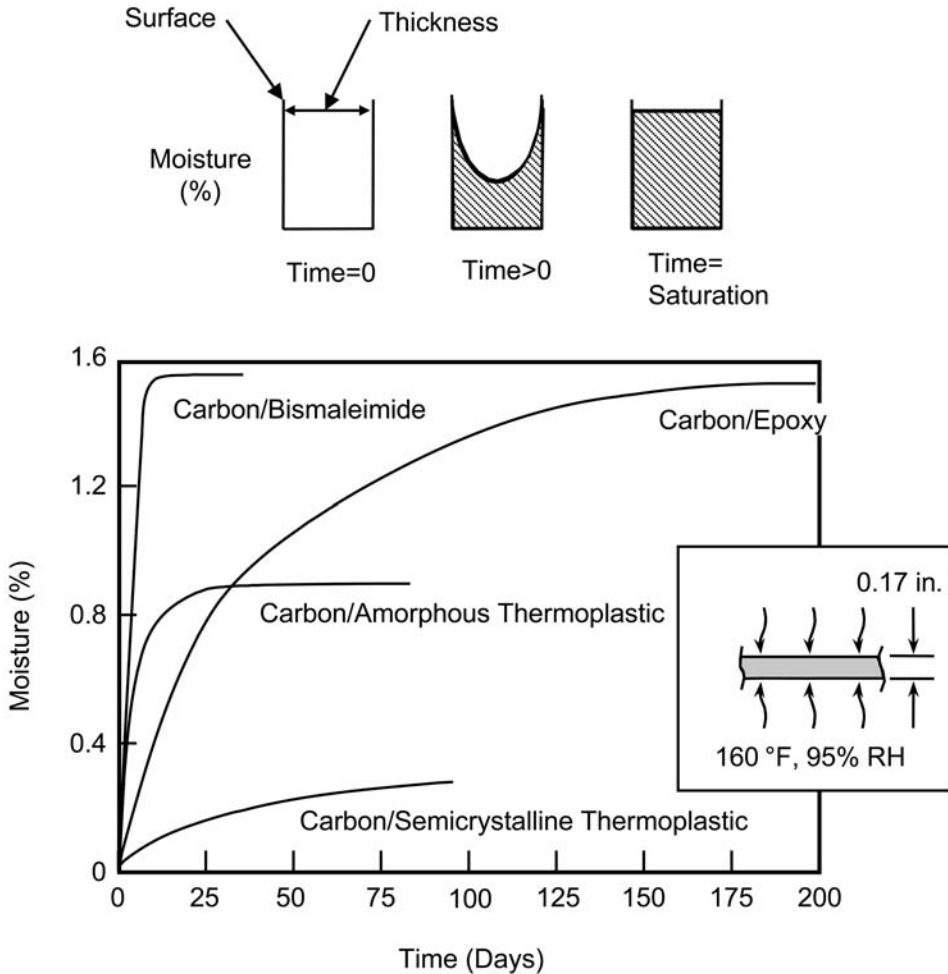 Surface
Thickness
Moisture
(%)
Time=0
Time>0
Time=
Saturation
1.6
1.2
0.8
0.4
0
Moisture (%)
Carbon/Bismaleimide
Carbon/Epoxy
Carbon/Amorphous Thermoplastic
Carbon/Semicrystalline Thermoplastic
0.17 in.
160 °F, 95% RH
0 25 50 75 100 125 150 175 200
Time (Days)